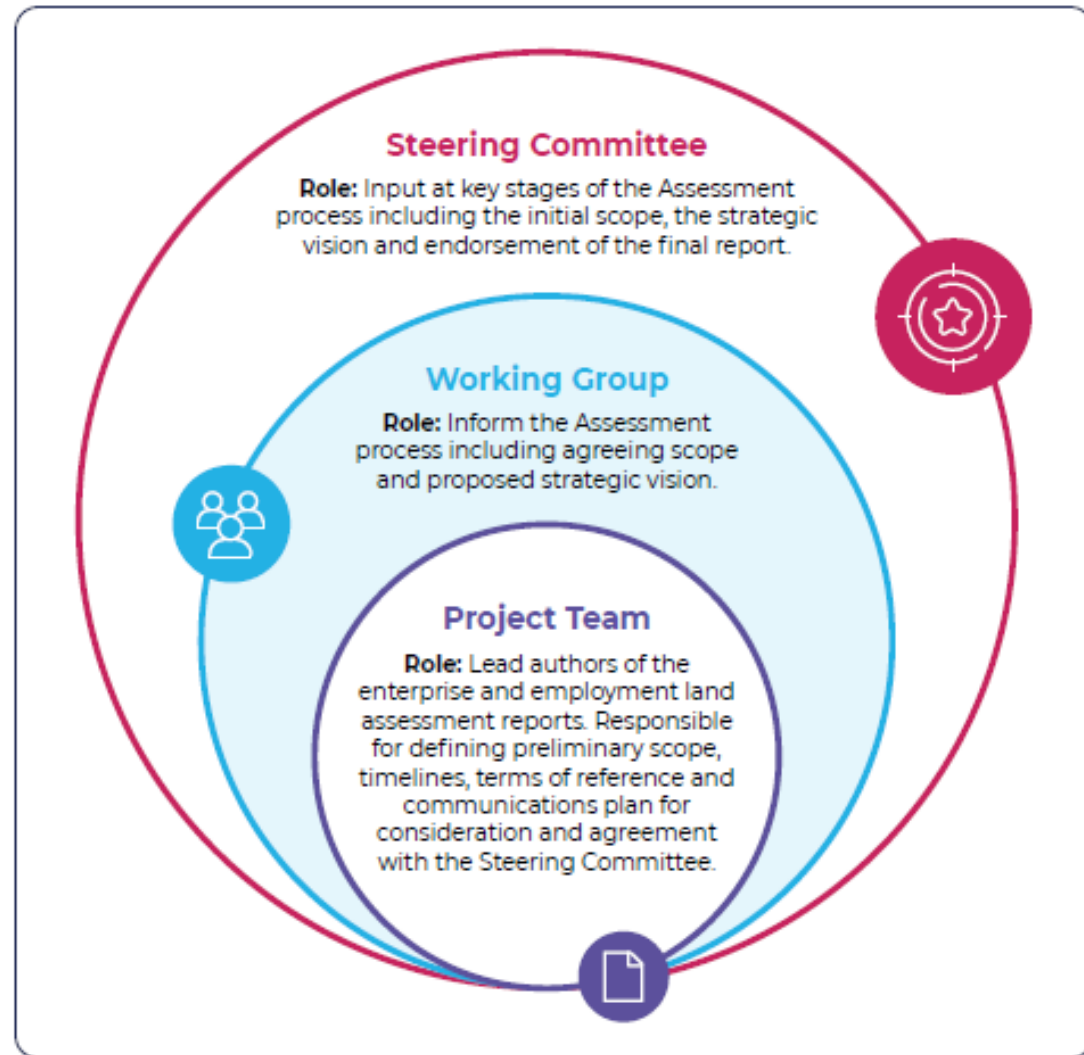 Steering Committee
Role: Input at key stages of the Assessment
process including the initial scope, the strategic
vision and endorsement of the final report.
Working Group
Role: Inform the Assessment
process including agreeing scope
and proposed strategic vision.
Project Team
Role: Lead authors of the
enterprise and employment land
assessment reports. Responsible
for defining preliminary scope,
timelines, terms of reference and
communications plan for
consideration and agreement
with the Steering Committee.